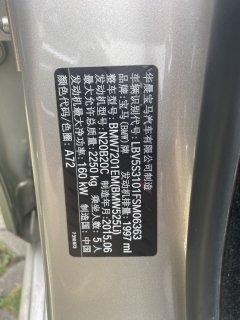 华晨宝马汽车有限公司制造
车辆识别代号: LBV5S3101FSM06363
品牌: 宝马 (BMW) 牌
整车型号: BMW7201EM(BMW525Li)
发动机型号: N20B20C 发动机排量: 1997 ml
最大允许总质量: 2250 kg 制造年月: 2015.06
发动机最大净功率: 160 kW 乘坐人数: 5人
颜色/色圈: A72 制造国: 中国